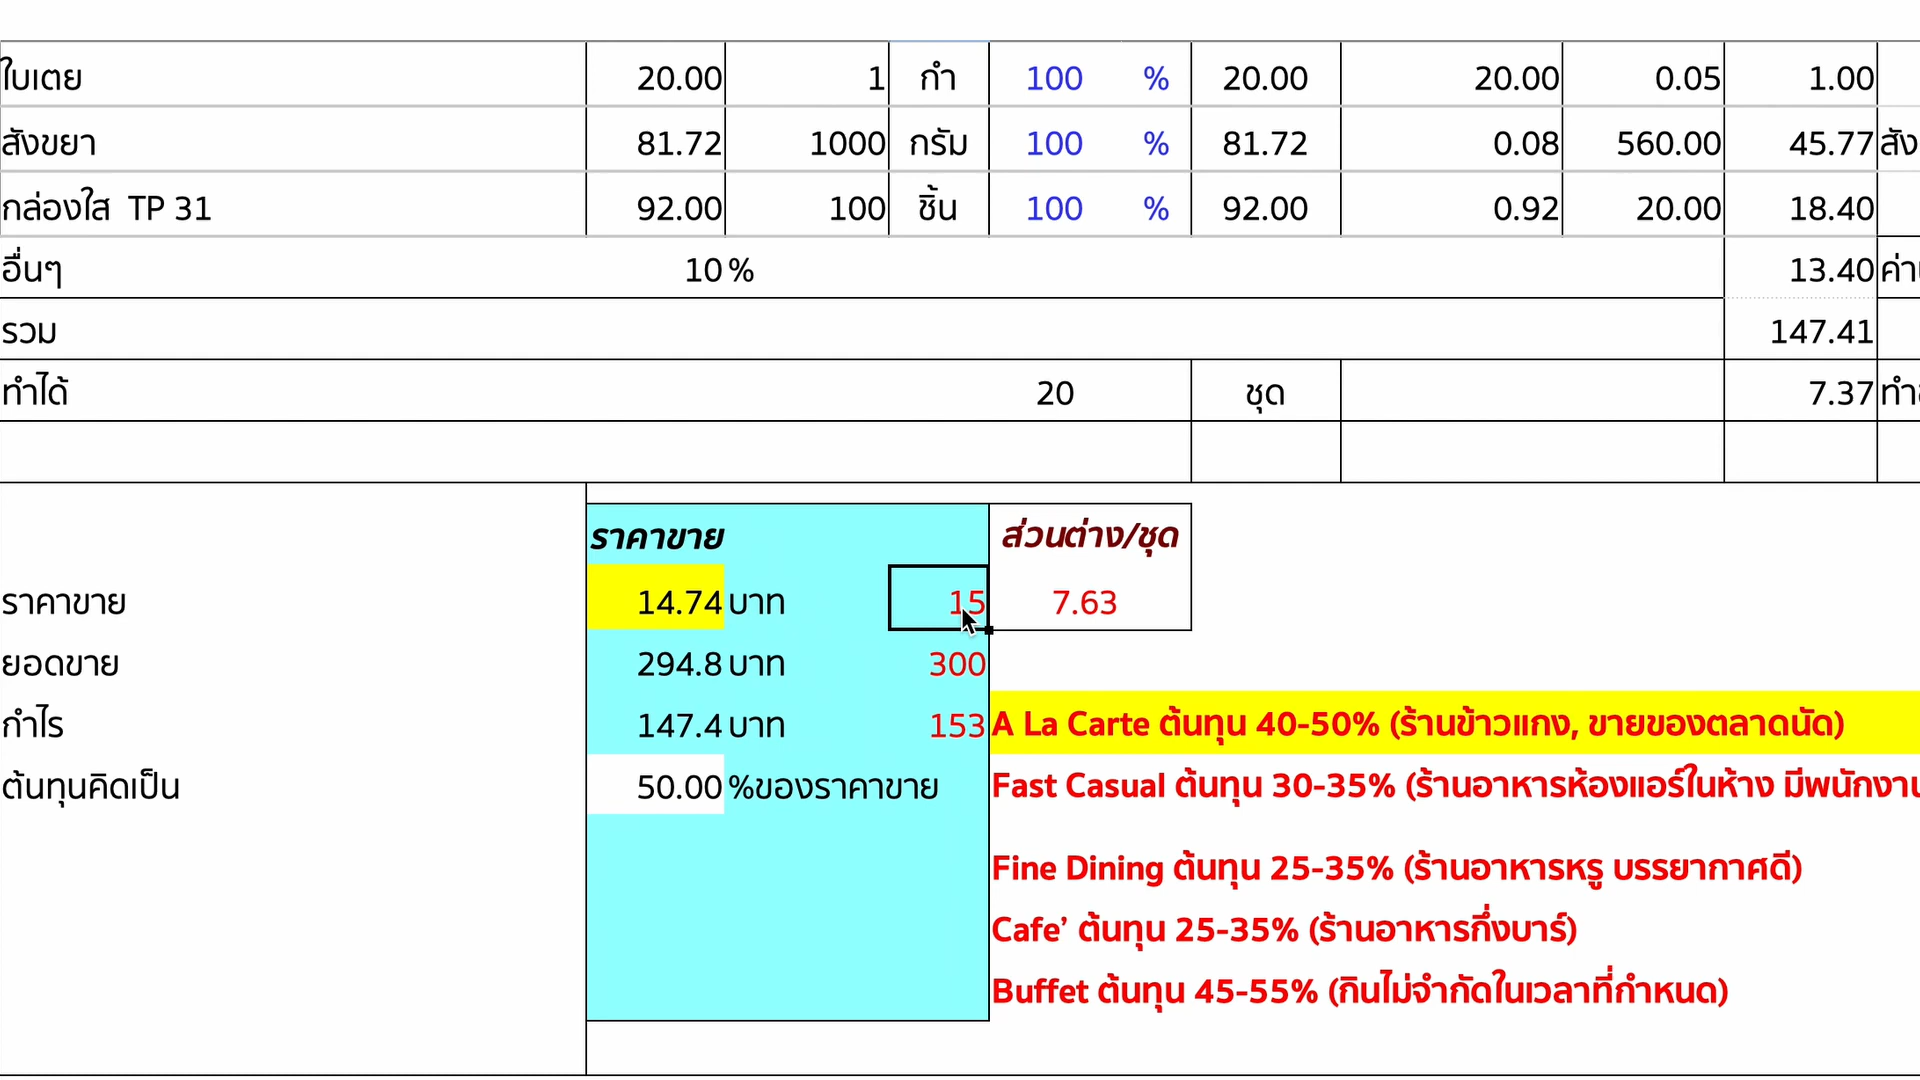 ใบเตย 20.00 1 กำ 100 % 20.00 20.00 0.05 1.00
สังขยา 81.72 1000 กรัม 100 % 81.72 0.08 560.00 45.77 สัง
กล่องใส TP 31 92.00 100 ชิ้น 100 % 92.00 0.92 20.00 18.40
อื่นๆ 10 % 13.40
รวม 147.41
ทำได้ 20 ชุด 7.37
ราคาขาย ส่วนต่าง/ชุด
ราคาขาย 14.74 บาท 15 7.63
ยอดขาย 294.8 บาท 300
กำไร 147.4 บาท 153 A La Carte ต้นทุน 40-50% (ร้านข้าวแกง, ขายของตลาดนัด)
ต้นทุนคิดเป็น 50.00 %ของราคาขาย Fast Casual ต้นทุน 30-35% (ร้านอาหารห้องแอร์ในห้าง มีพนักงาน
Fine Dining ต้นทุน 25-35% (ร้านอาหารหรู บรรยากาศดี)
Cafe’ ต้นทุน 25-35% (ร้านอาหารกึ่งบาร์)
Buffet ต้นทุน 45-55% (กินไม่จำกัดในเวลาที่กำหนด)